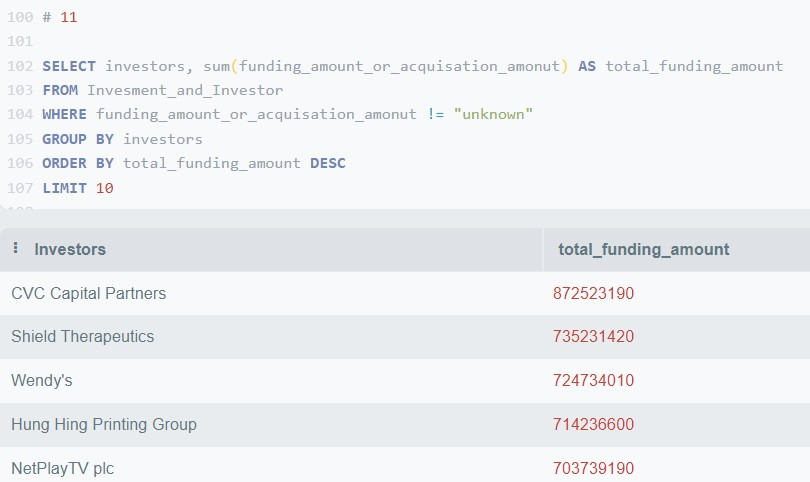 100 # 11
101
102 SELECT investors, sum(funding_amount_or_acquisation_amonut) AS total_funding_amount
103 FROM Invesment_and_Investor
104 WHERE funding_amount_or_acquisation_amonut != "unknown"
105 GROUP BY investors
106 ORDER BY total_funding_amount DESC
107 LIMIT 10
Investors total_funding_amount
CVC Capital Partners 872523190
Shield Therapeutics 735231420
Wendy's 724734010
Hung Hing Printing Group 714236600
NetPlayTV plc 703739190